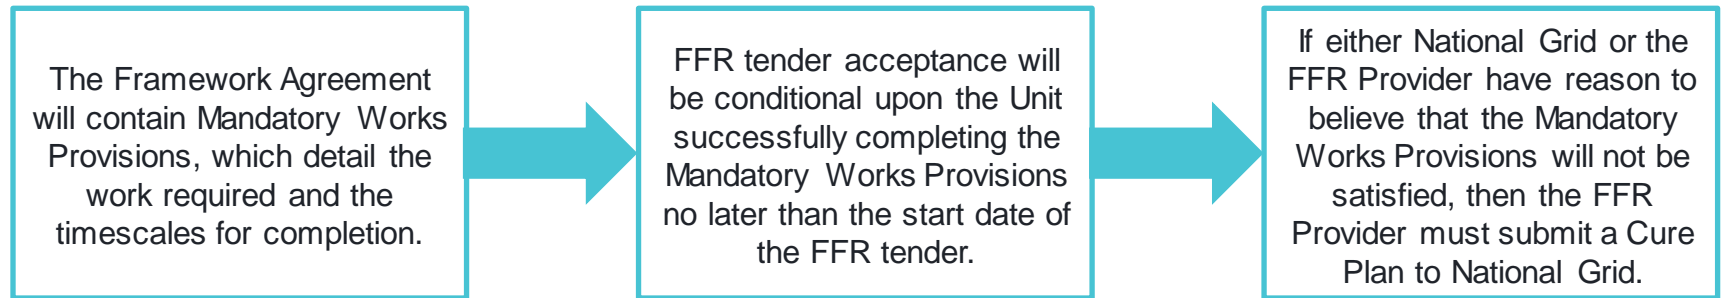 The Framework Agreement
will contain Mandatory Works
Provisions, which detail the
work required and the
timescales for completion.
FFR tender acceptance will
be conditional upon the Unit
successfully completing the
Mandatory Works Provisions
no later than the start date of
the FFR tender.
If either National Grid or the
FFR Provider have reason to
believe that the Mandatory
Works Provisions will not be
satisfied, then the FFR
Provider must submit a Cure
Plan to National Grid.